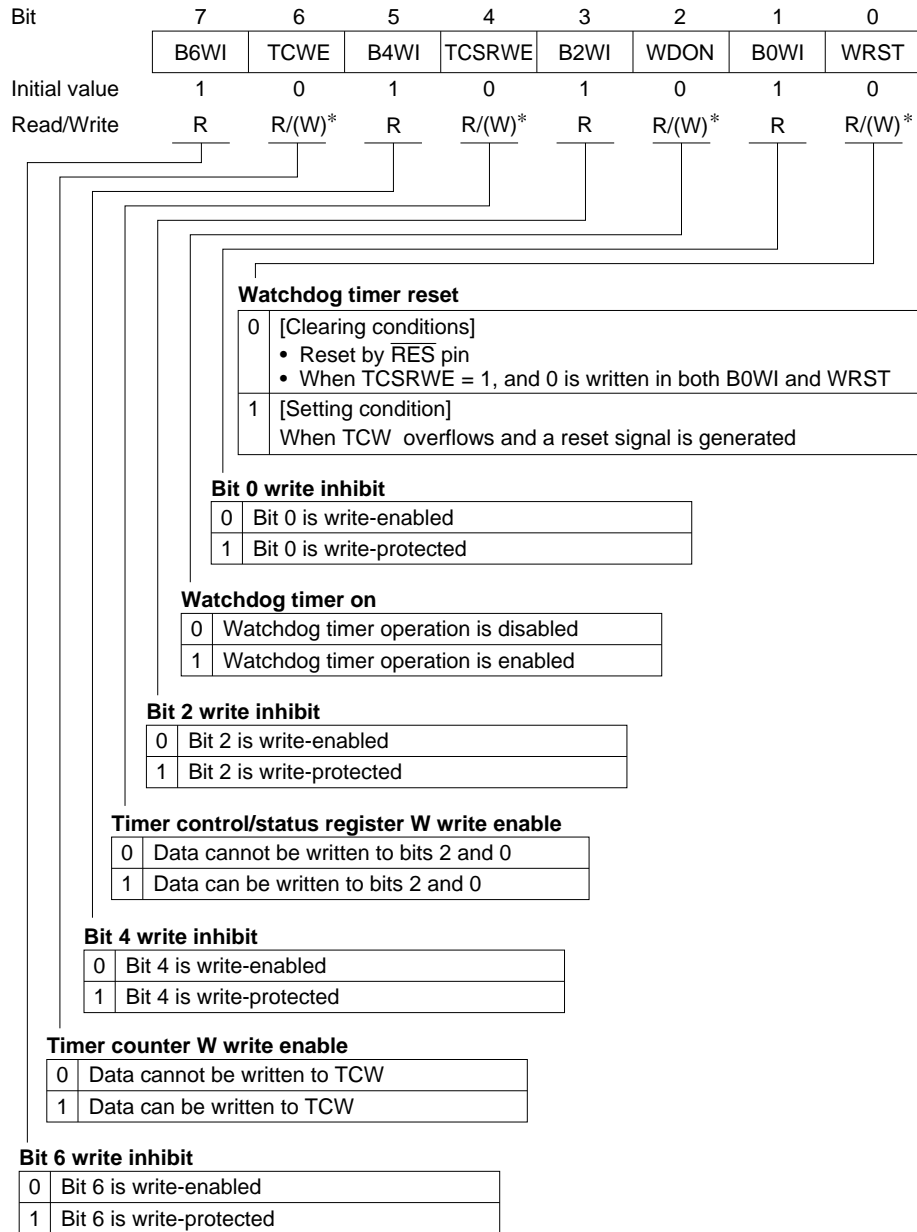 Bit 7 6 5 4 3 2 1 0
B6WI TCWE B4WI TCSRWE B2WI WDON B0WI WRST
Initial value 1 0 1 0 1 0 1 0
Read/Write R R/(W)* R R/(W)* R R/(W)* R R/(W)*
Watchdog timer reset
0 [Clearing conditions]
• Reset by RES pin
• When TCSRWE = 1, and 0 is written in both B0WI and WRST
1 [Setting condition]
When TCW overflows and a reset signal is generated
Bit 0 write inhibit
0 Bit 0 is write-enabled
1 Bit 0 is write-protected
Watchdog timer on
0 Watchdog timer operation is disabled
1 Watchdog timer operation is enabled
Bit 2 write inhibit
0 Bit 2 is write-enabled
1 Bit 2 is write-protected
Timer control/status register W write enable
0 Data cannot be written to bits 2 and 0
1 Data can be written to bits 2 and 0
Bit 4 write inhibit
0 Bit 4 is write-enabled
1 Bit 4 is write-protected
Timer counter W write enable
0 Data cannot be written to TCW
1 Data can be written to TCW
Bit 6 write inhibit
0 Bit 6 is write-enabled
1 Bit 6 is write-protected